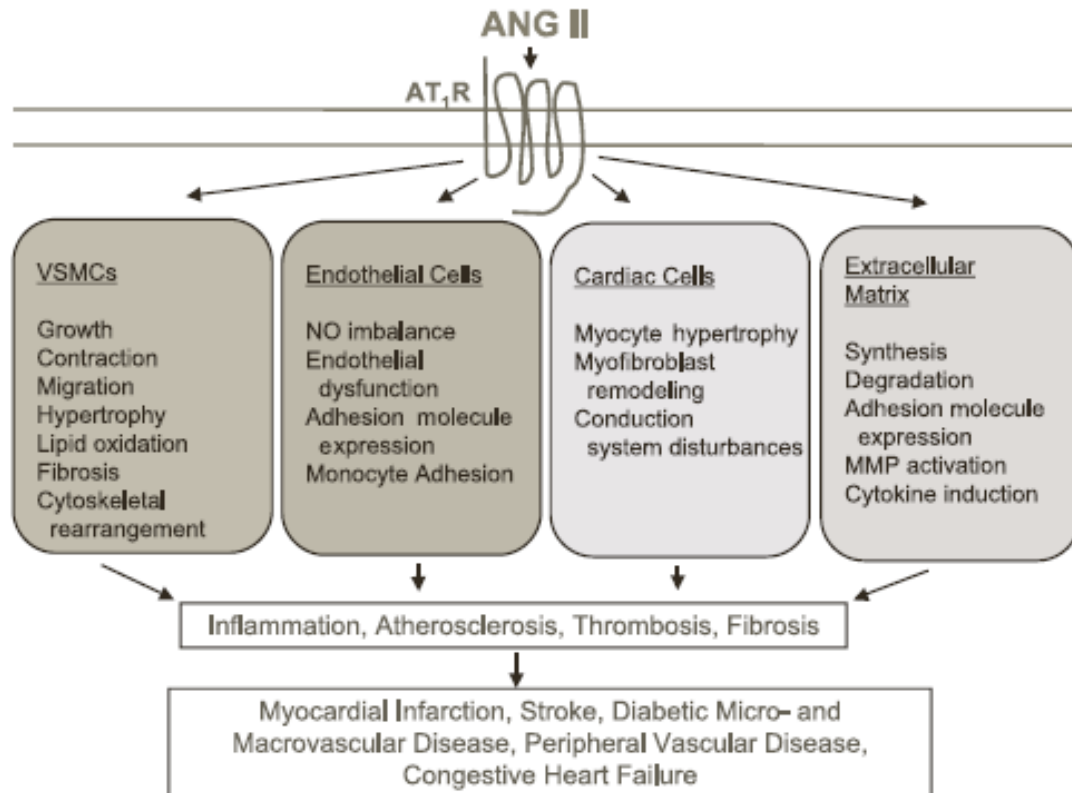 ANG II
AT₁R
VSMCs
Growth
Contraction
Migration
Hypertrophy
Lipid oxidation
Fibrosis
Cytoskeletal
rearrangement
Endothelial Cells
NO imbalance
Endothelial
dysfunction
Adhesion molecule
expression
Monocyte Adhesion
Cardiac Cells
Myocyte hypertrophy
Myofibroblast
remodeling
Conduction
system disturbances
Extracellular
Matrix
Synthesis
Degradation
Adhesion molecule
expression
MMP activation
Cytokine induction
Inflammation, Atherosclerosis, Thrombosis, Fibrosis
Myocardial Infarction, Stroke, Diabetic Micro- and
Macrovascular Disease, Peripheral Vascular Disease,
Congestive Heart Failure